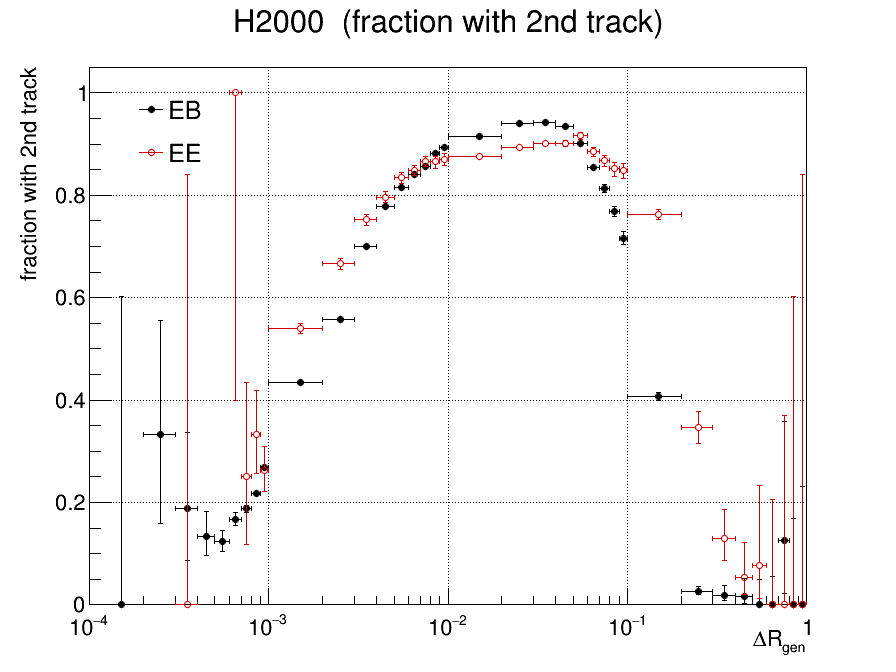 H2000  (fraction with 2nd track)
fraction with 2nd track
EB
EE
1
0.8
0.6
0.4
0.2
0
10⁻⁴ 10⁻³ 10⁻² 10⁻¹ 1
ΔR_gen